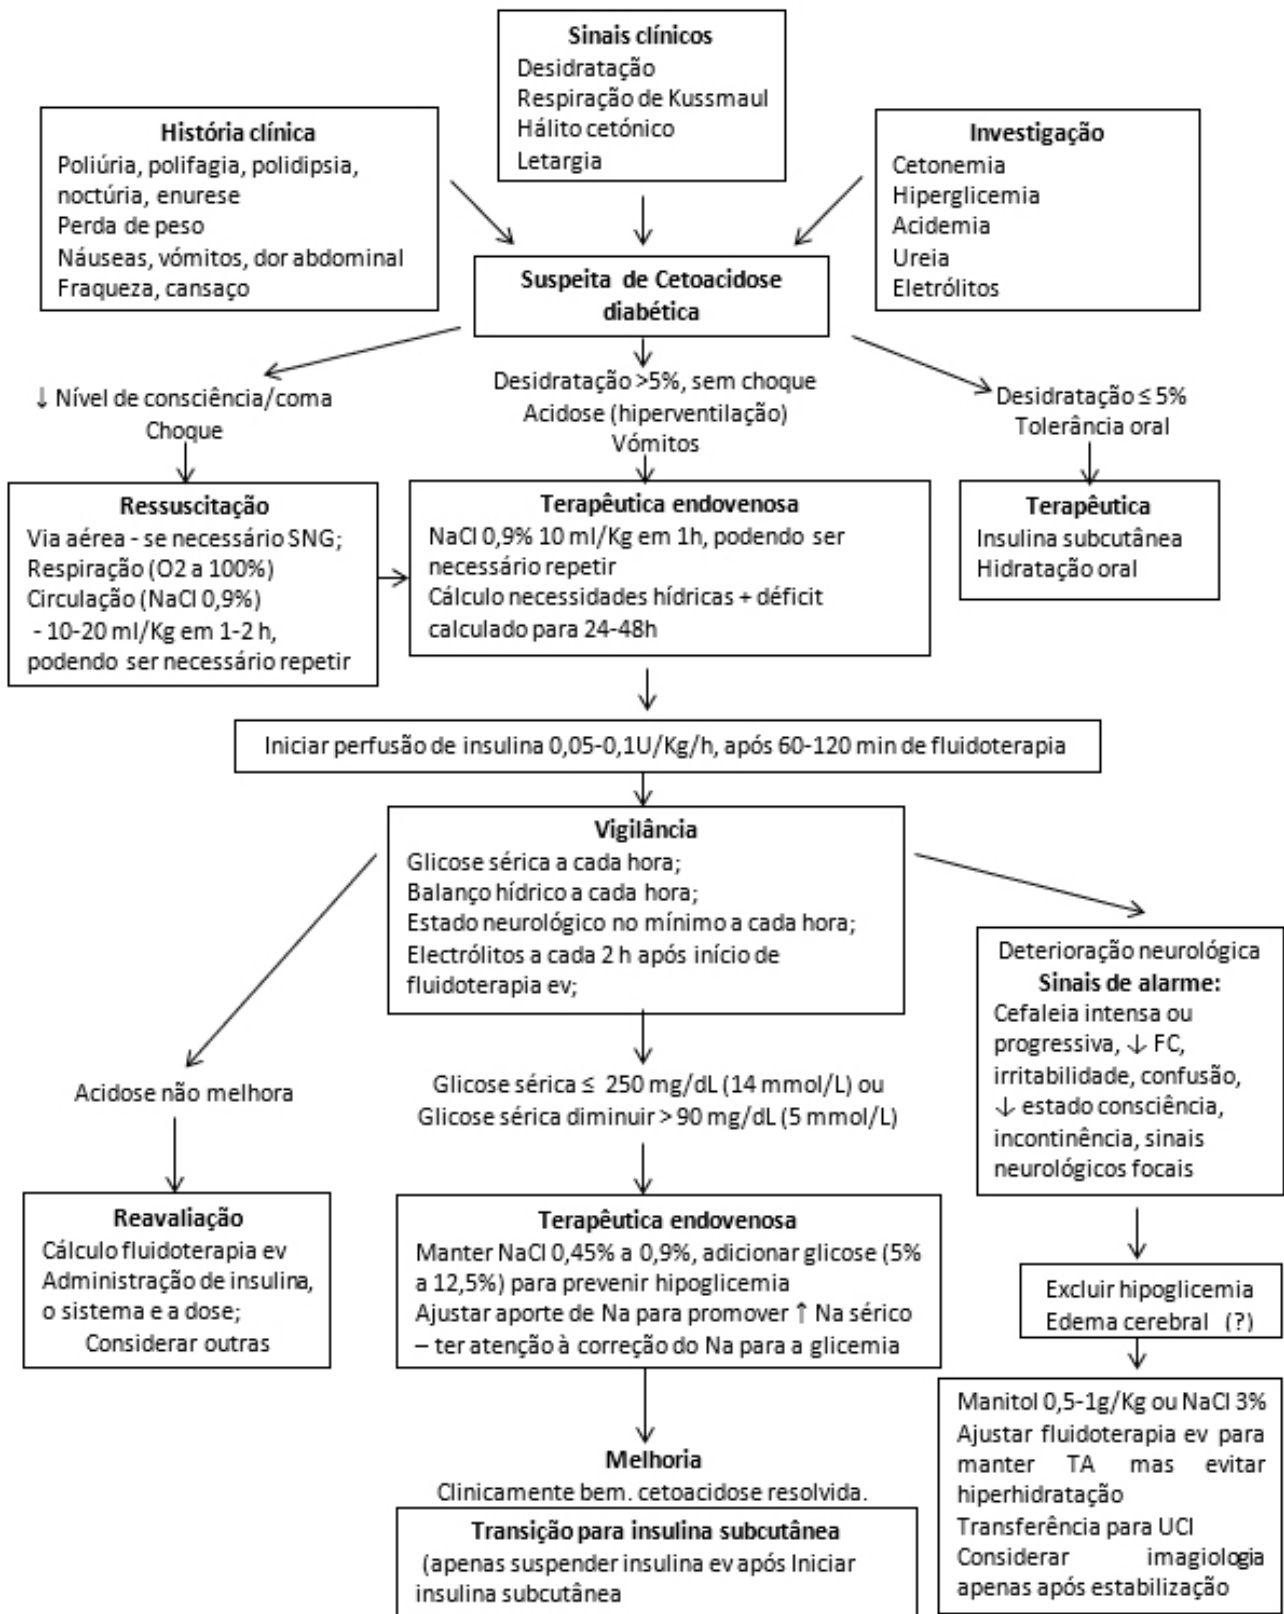 Sinais clínicos
Desidratação
Respiração de Kussmaul
Hálito cetónico
Letargia
História clínica
Poliúria, polifagia, polidipsia,
noctúria, enurese
Perda de peso
Náuseas, vómitos, dor abdominal
Fraqueza, cansaço
Investigação
Cetonemia
Hiperglicemia
Acidemia
Ureia
Eletrólitos
Suspeita de Cetoacidose
diabética
↓ Nível de consciência/coma
Choque
Desidratação >5%, sem choque
Acidose (hiperventilação)
Vómitos
Desidratação ≤ 5%
Tolerância oral
Ressuscitação
Via aérea - se necessário SNG;
Respiração (O2 a 100%)
Circulação (NaCl 0,9%)
- 10-20 ml/Kg em 1-2 h,
podendo ser necessário repetir
Terapêutica endovenosa
NaCl 0,9% 10 ml/Kg em 1h, podendo ser
necessário repetir
Cálculo necessidades hídricas + déficit
calculado para 24-48h
Terapêutica
Insulina subcutânea
Hidratação oral
Iniciar perfusão de insulina 0,05-0,1U/Kg/h, após 60-120 min de fluidoterapia
Vigilância
Glicose sérica a cada hora;
Balanço hídrico a cada hora;
Estado neurológico no mínimo a cada hora;
Electrólitos a cada 2 h após início de
fluidoterapia ev;
Acidose não melhora
Glicose sérica ≤ 250 mg/dL (14 mmol/L) ou
Glicose sérica diminuir > 90 mg/dL (5 mmol/L)
Deterioração neurológica
Sinais de alarme:
Cefaleia intensa ou
progressiva, ↓ FC,
irritabilidade, confusão,
↓ estado consciência,
incontinência, sinais
neurológicos focais
Reavaliação
Cálculo fluidoterapia ev
Administração de insulina,
o sistema e a dose;
Considerar outras
Terapêutica endovenosa
Manter NaCl 0,45% a 0,9%, adicionar glicose (5%
a 12,5%) para prevenir hipoglicemia
Ajustar aporte de Na para promover ↑ Na sérico
– ter atenção à correção do Na para a glicemia
Excluir hipoglicemia
Edema cerebral (?)
Manitol 0,5-1g/Kg ou NaCl 3%
Ajustar fluidoterapia ev para
manter TA mas evitar
hiperhidratação
Transferência para UCI
Considerar imagiologia
apenas após estabilização
Melhoria
Clinicamente bem. cetoacidose resolvida.
Transição para insulina subcutânea
(apenas suspender insulina ev após Iniciar
insulina subcutânea